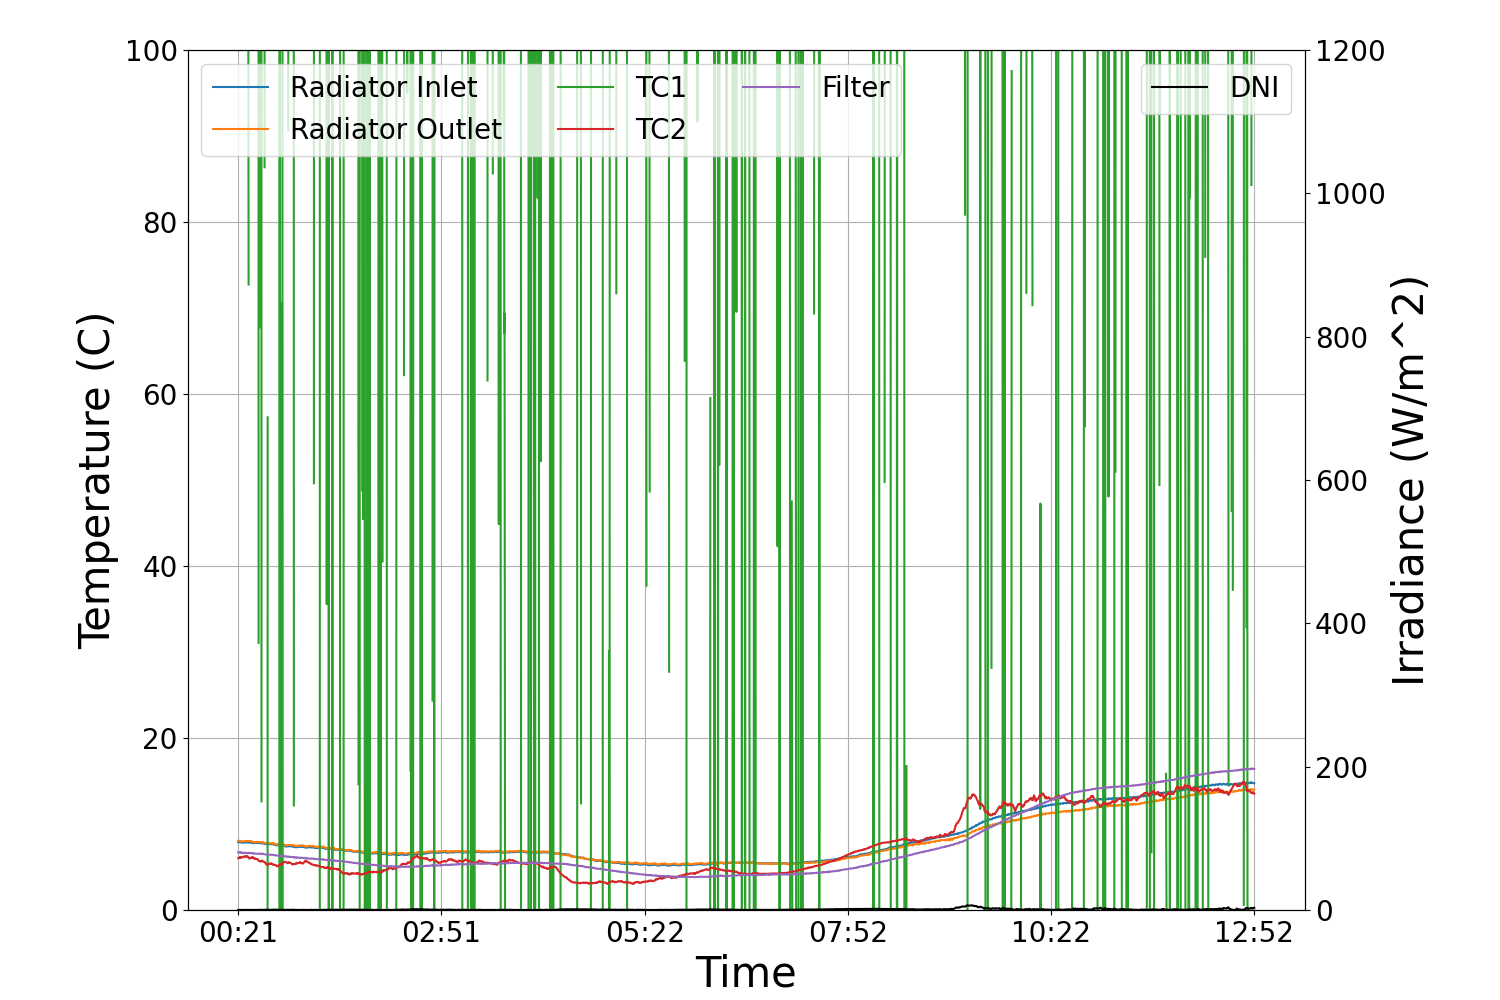 Radiator Inlet
Radiator Outlet
TC1
TC2
Filter
DNI
100
80
60
40
20
0
Temperature (C)
1200
1000
800
600
400
200
0
Irradiance (W/m^2)
00:21
02:51
05:22
07:52
10:22
12:52
Time